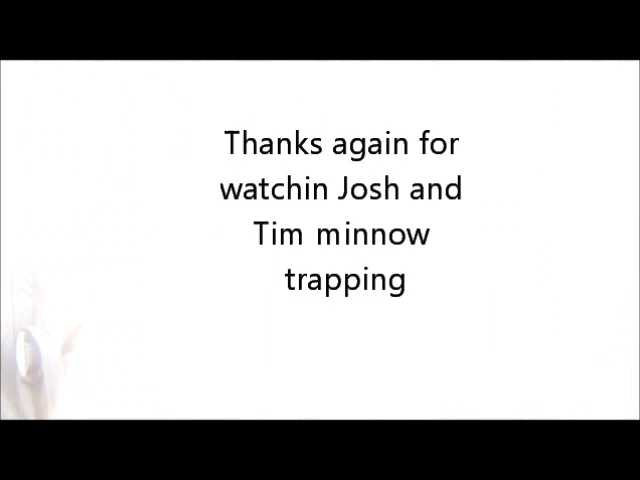 Thanks again for
watchin Josh and
Tim minnow
trapping